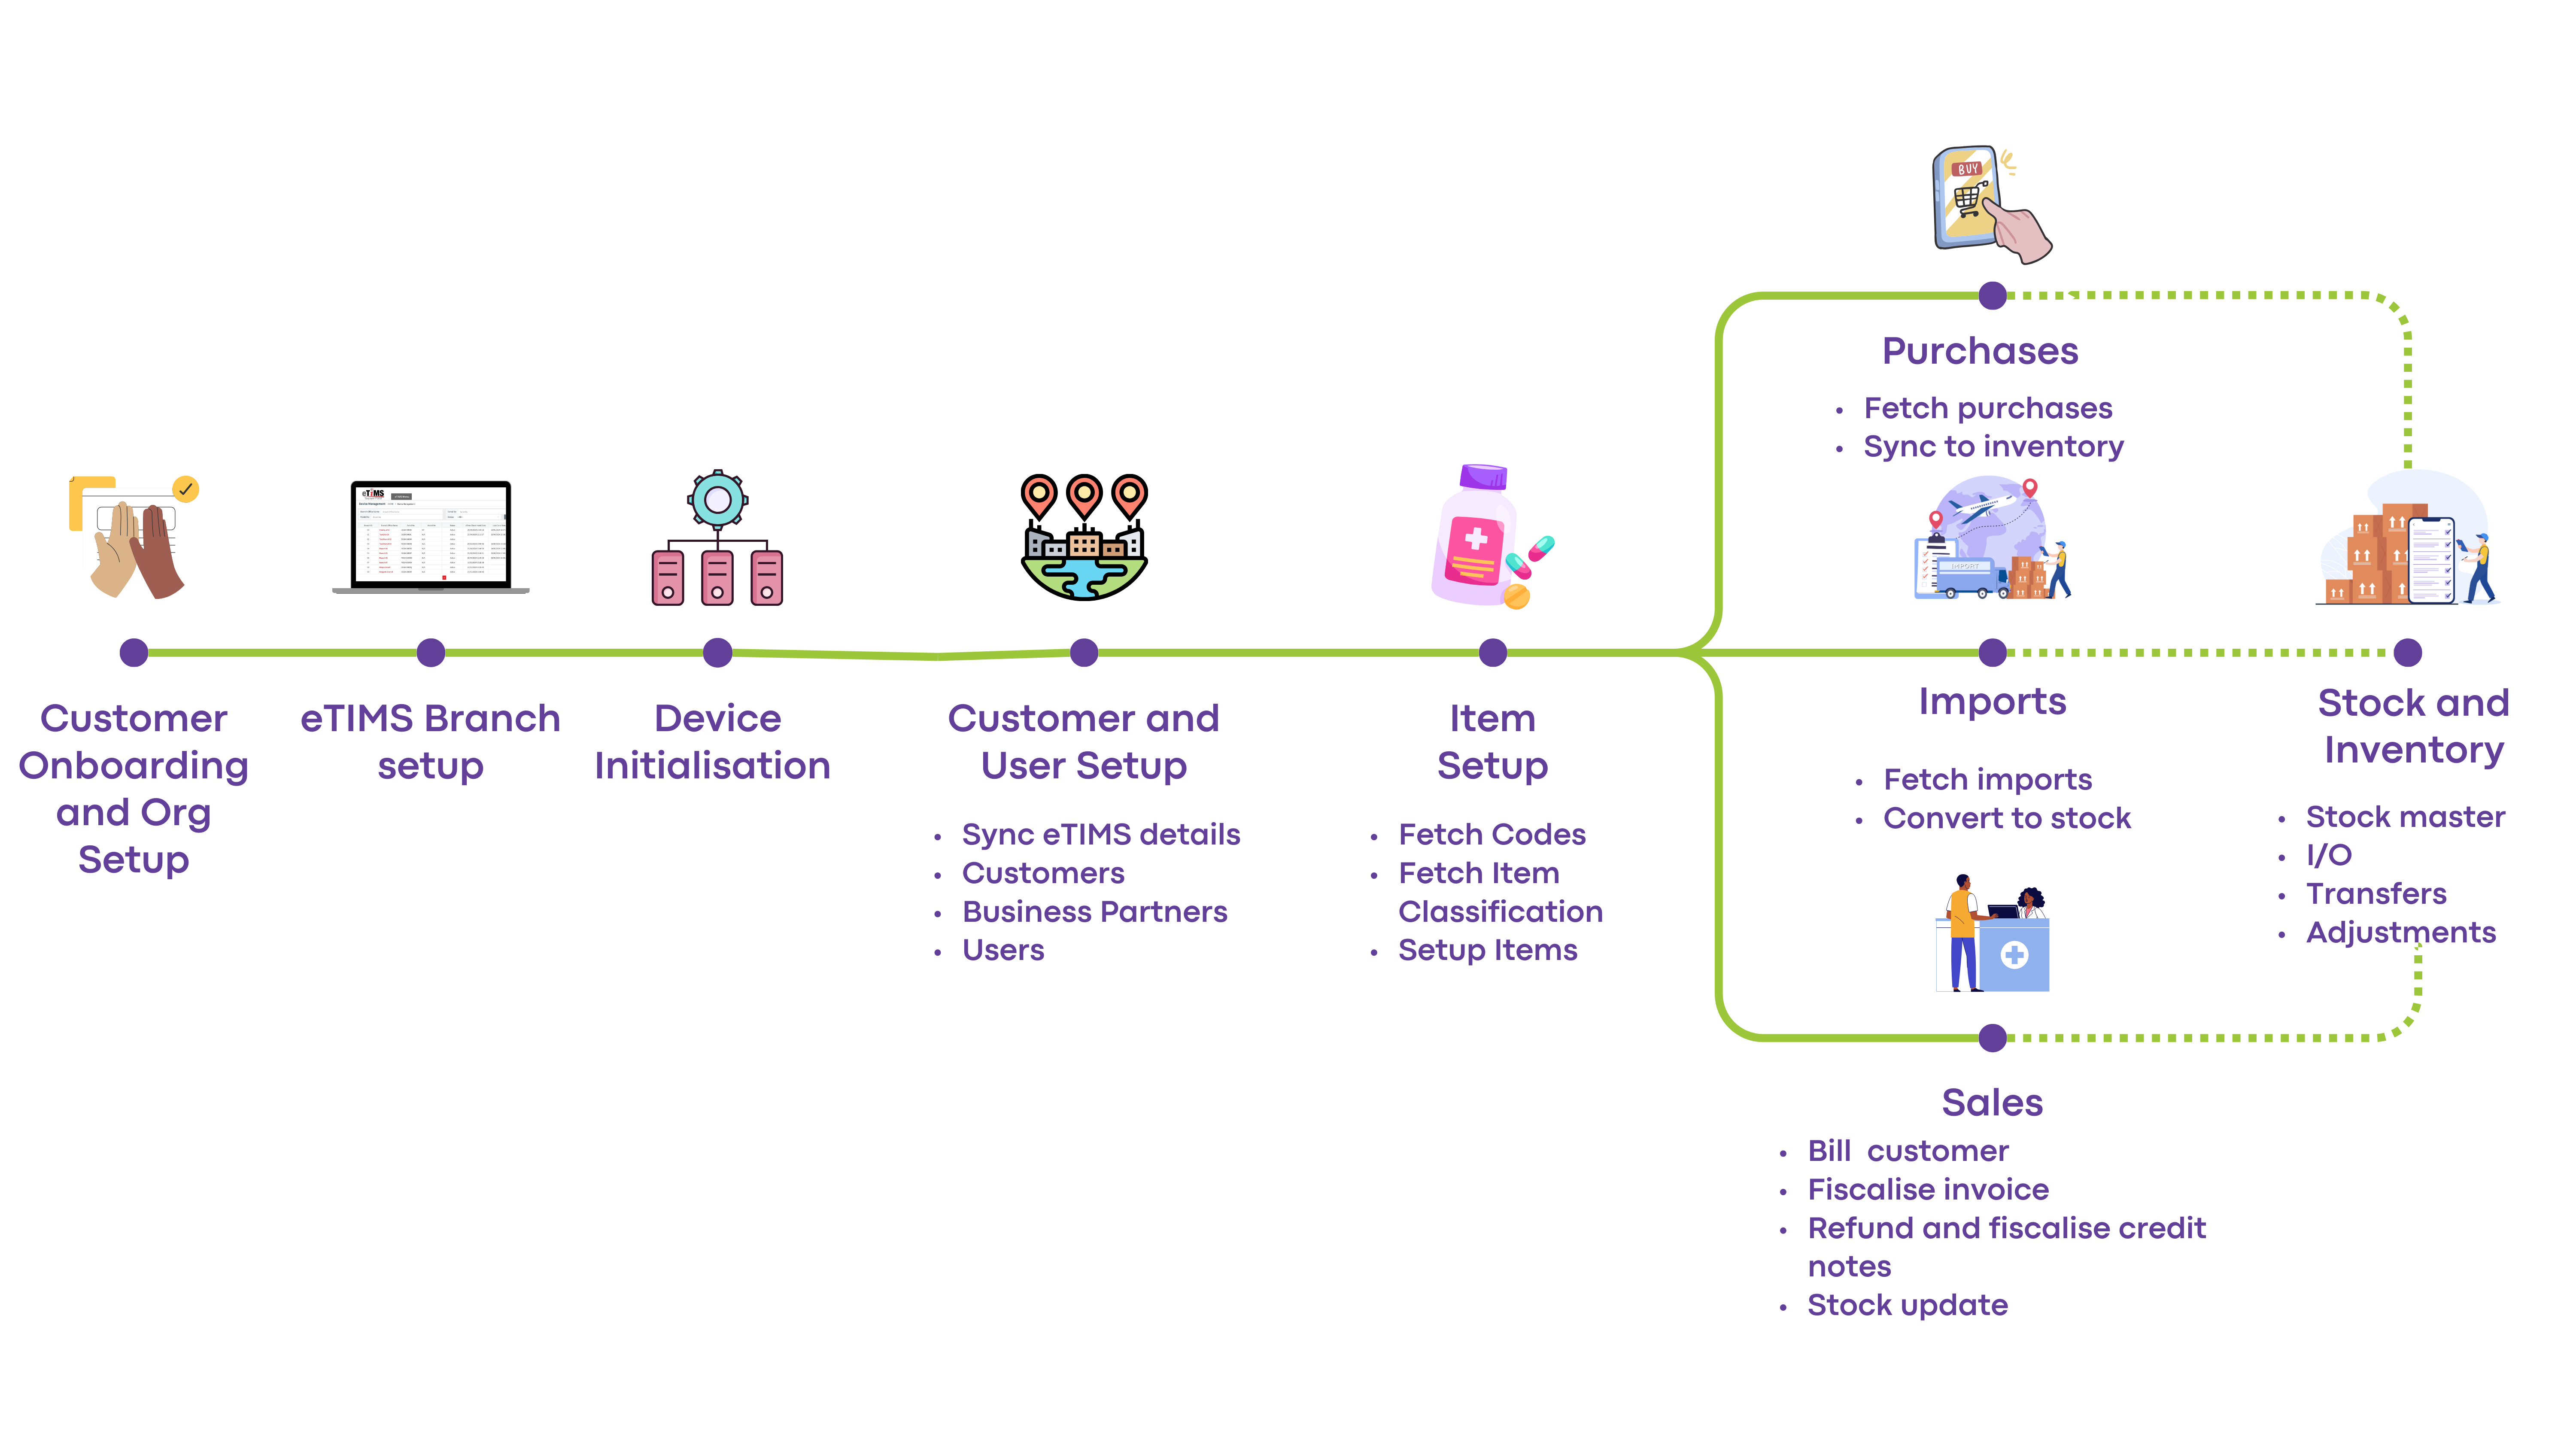 Customer
Onboarding
and Org
Setup
eTIMS
eTIMS Branch
setup
Device
Initialisation
Customer and
User Setup
• Sync eTIMS details
• Customers
• Business Partners
• Users
Item
Setup
• Fetch Codes
• Fetch Item
Classification
• Setup Items
BUY
Purchases
• Fetch purchases
• Sync to inventory
IMPORT
Imports
• Fetch imports
• Convert to stock
Sales
• Bill  customer
• Fiscalise invoice
• Refund and fiscalise credit
notes
• Stock update
Stock and
Inventory
• Stock master
• I/O
• Transfers
• Adjustments